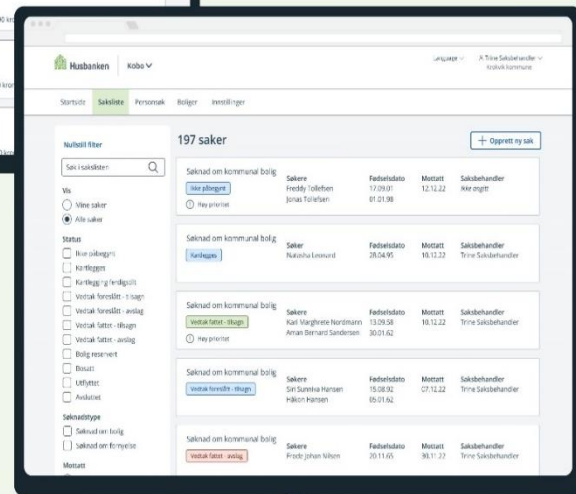 00 kro
0 kron
0 kro
Husbanken Kobo
Language A Trine Saksbehandler
Krokvik kommune
Startside Saksliste Personsøk Boliger Innstillinger
Nullstill filter
197 saker
Opprett ny sak
Søk i sakslisten
Vis
Mine saker
Alle saker
Status
Ikke påbegynt
Kartlegges
Kartlegging ferdigstilt
Vedtak foreslått - tilsagn
Vedtak foreslått - avslag
Vedtak fattet - tilsagn
Vedtak fattet - avslag
Bolig reservert
Bosatt
Utflyttet
Avsluttet
Søknadstype
Søknad om bolig
Søknad om fornyelse
Mottatt
Søknad om kommunal bolig
Ikke påbegynt
Høy prioritet
Søkere Fødselsdato Mottatt Saksbehandler
Freddy Tollefsen 17.09.01 12.12.22 Ikke angitt
Jonas Tollefsen 01.01.98
Søknad om kommunal bolig
Kartlegges
Søker Fødselsdato Mottatt Saksbehandler
Natasha Leonard 28.04.95 10.12.22 Trine Saksbehandler
Søknad om kommunal bolig
Vedtak fattet - tilsagn
Høy prioritet
Søkere Fødselsdato Mottatt Saksbehandler
Kari Marghrete Nordmann 13.09.58 10.12.22 Trine Saksbehandler
Aman Bernard Sandersen 30.01.62
Søknad om kommunal bolig
Vedtak foreslått - tilsagn
Søkere Fødselsdato Mottatt Saksbehandler
Siri Sunniva Hansen 15.08.92 07.12.22 Trine Saksbehandler
Håkon Hansen 05.01.62
Søknad om kommunal bolig
Vedtak fattet - avslag
Søkere Fødselsdato Mottatt Saksbehandler
Frode Johan Nilsen 20.11.65 30.11.22 Trine Saksbehandler